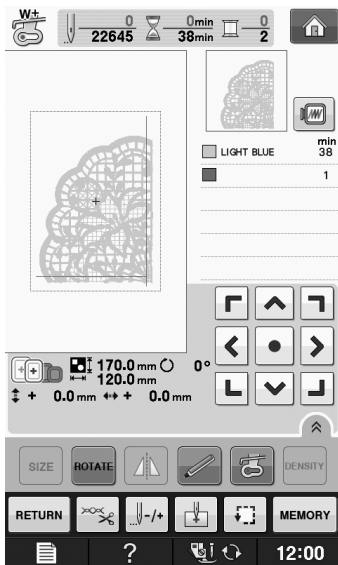 W+ 0 0min 0
22645 38min 2
min
LIGHT BLUE 38
1
170.0 mm 0°
120.0 mm
+ 0.0 mm + 0.0 mm
SIZE ROTATE DENSITY
RETURN -/+ MEMORY
? 12:00